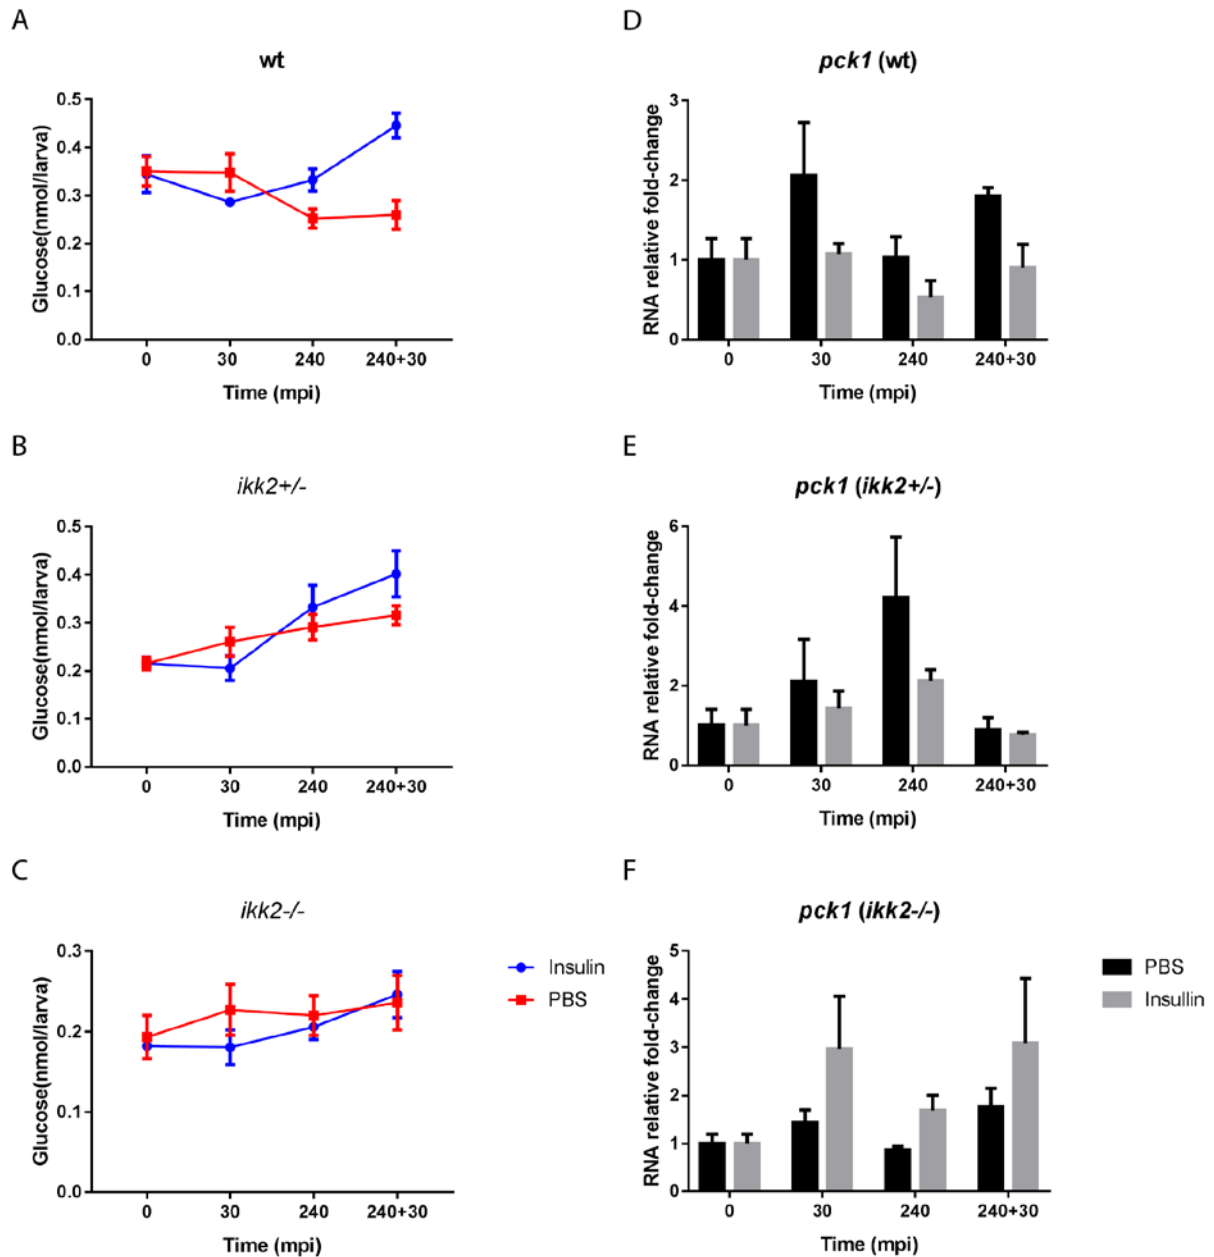 A
wt
Glucose(nmol/larva)
0.5
0.4
0.3
0.2
0.1
0.0
0 30 240 240+30
Time (mpi)
D
pck1 (wt)
RNA relative fold-change
3
2
1
0
0 30 240 240+30
Time (mpi)
B
ikk2+/-
Glucose(nmol/larva)
0.5
0.4
0.3
0.2
0.1
0.0
0 30 240 240+30
Time (mpi)
E
pck1 (ikk2+/-)
RNA relative fold-change
6
4
2
0
0 30 240 240+30
Time (mpi)
C
ikk2-/-
Glucose(nmol/larva)
0.3
0.2
0.1
0.0
0 30 240 240+30
Time (mpi)
Insulin
PBS
F
pck1 (ikk2-/-)
RNA relative fold-change
5
4
3
2
1
0
0 30 240 240+30
Time (mpi)
PBS
Insullin